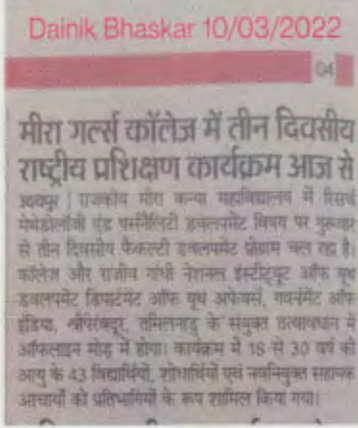 Dainik Bhaskar 10/03/2022
04
मीरा गर्ल्स कॉलेज में तीन दिवसीय
राष्ट्रीय प्रशिक्षण कार्यक्रम आज से
उदयपुर | राजकीय मीरा कन्या महाविद्यालय में रिसर्च
मेथेडोलॉजी एंड पर्सनैलिटी डवलपमेंट विषय पर गुरुवार
से तीन दिवसीय फैकल्टी डवलपमेंट प्रोग्राम चल रहा है।
कॉलेज और राजीव गांधी नेशनल इंस्टीट्यूट ऑफ यूथ
डवलपमेंट डिपार्टमेंट ऑफ यूथ अफेयर्स, गवर्नमेंट ऑफ
इंडिया, श्रीपेरंबदूर, तमिलनाडु के संयुक्त तत्वावधान में
ऑफलाइन मोड में होगा। कार्यक्रम में 18 से 30 वर्ष की
आयु के 43 विद्यार्थियों, शोधार्थियों एवं नवनियुक्त सहायक
आचार्यों को प्रतिभागियों के रूप शामिल किया गया।